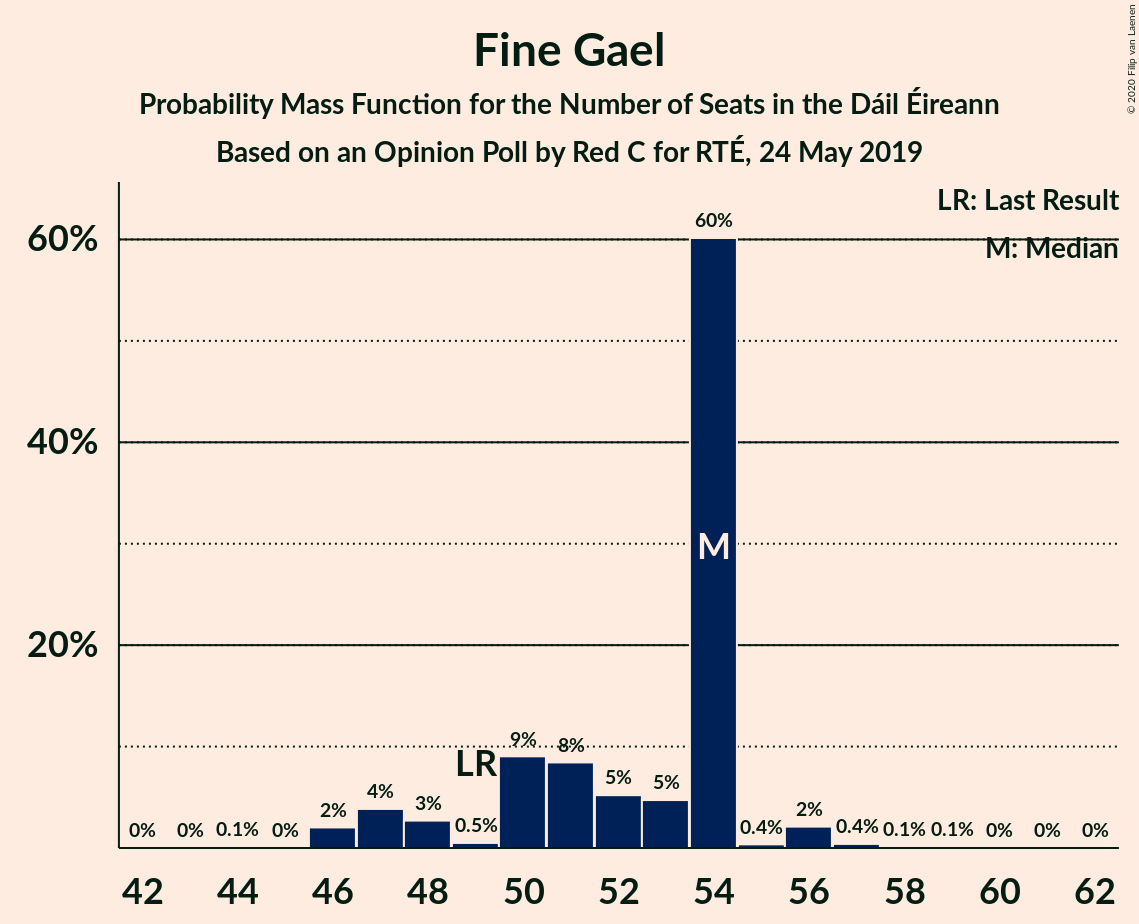 Fine Gael
Probability Mass Function for the Number of Seats in the Dáil Éireann
Based on an Opinion Poll by Red C for RTÉ, 24 May 2019
© 2020 Filip van Laenen
LR: Last Result
M: Median
60%
40%
20%
0% 0% 0.1% 0% 2% 4% 3% 0.5% 9% 8% 5% 5% 60% 0.4% 2% 0.4% 0.1% 0.1% 0% 0% 0%
LR
M
42 44 46 48 50 52 54 56 58 60 62